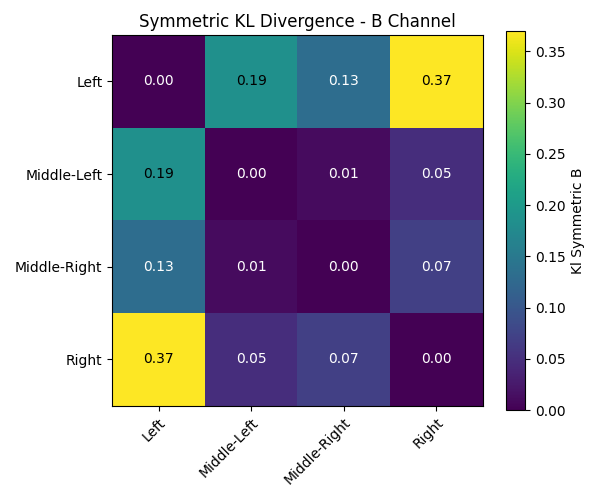 Symmetric KL Divergence - B Channel
Left
0.00
0.19
0.13
0.37
Middle-Left
0.19
0.00
0.01
0.05
Middle-Right
0.13
0.01
0.00
0.07
Right
0.37
0.05
0.07
0.00
Left
Middle-Left
Middle-Right
Right
0.35
0.30
0.25
0.20
0.15
0.10
0.05
0.00
Kl Symmetric B